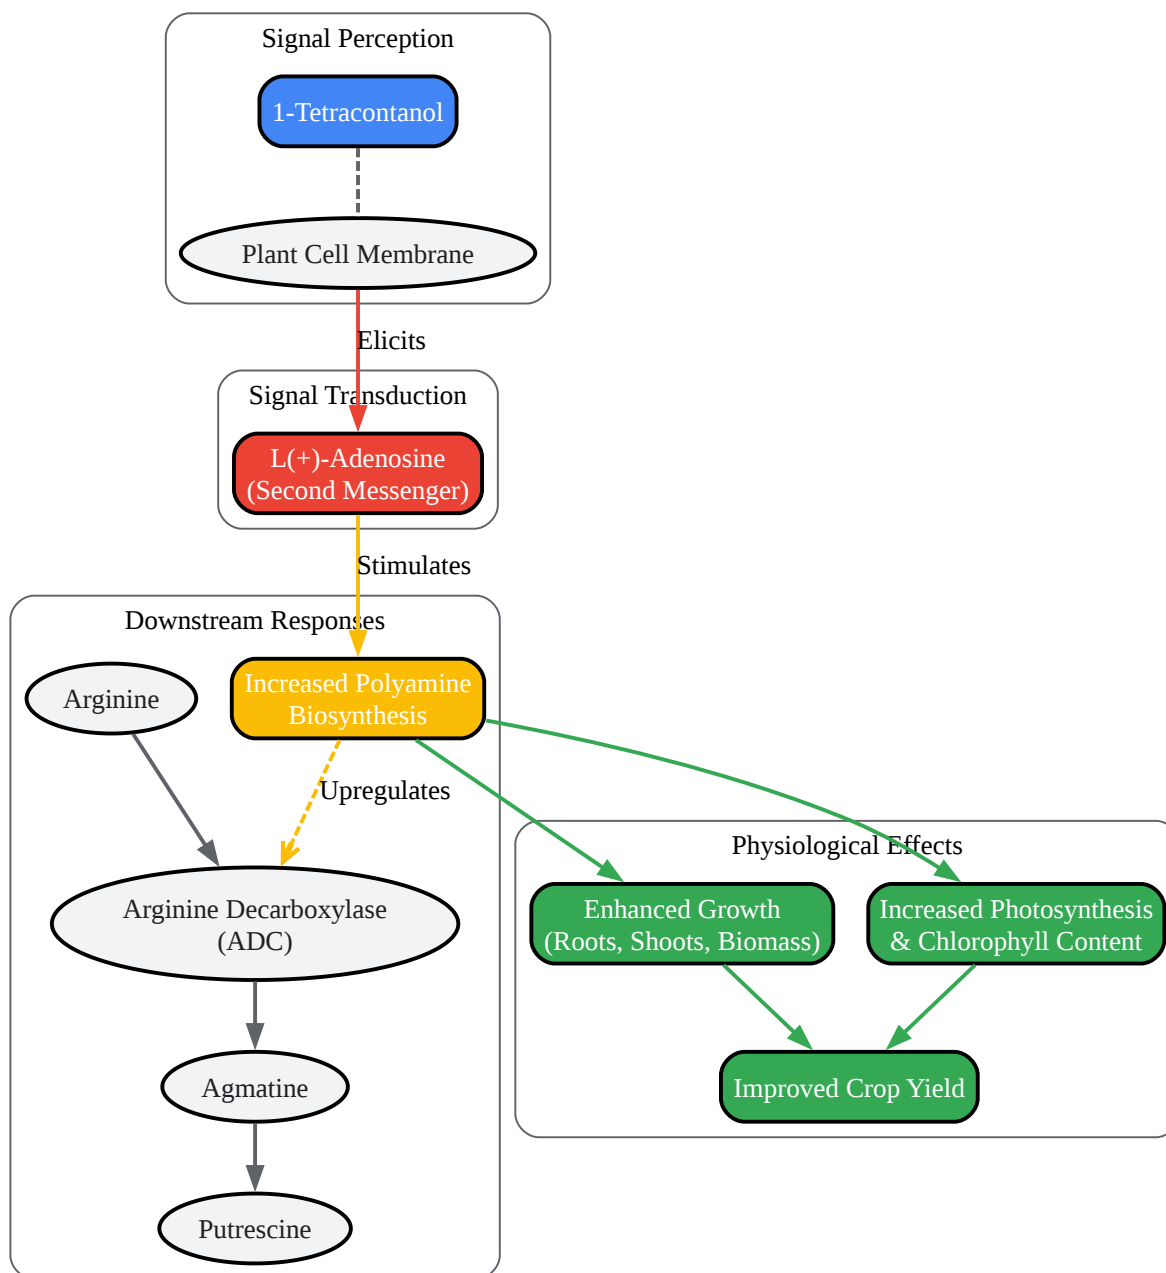 Signal Perception
1-Tetracontanol
Plant Cell Membrane
Elicits
Signal Transduction
L(+)-Adenosine
(Second Messenger)
Stimulates
Downstream Responses
Arginine
Increased Polyamine
Biosynthesis
Upregulates
Arginine Decarboxylase
(ADC)
Agmatine
Putrescine
Physiological Effects
Enhanced Growth
(Roots, Shoots, Biomass)
Increased Photosynthesis
& Chlorophyll Content
Improved Crop Yield